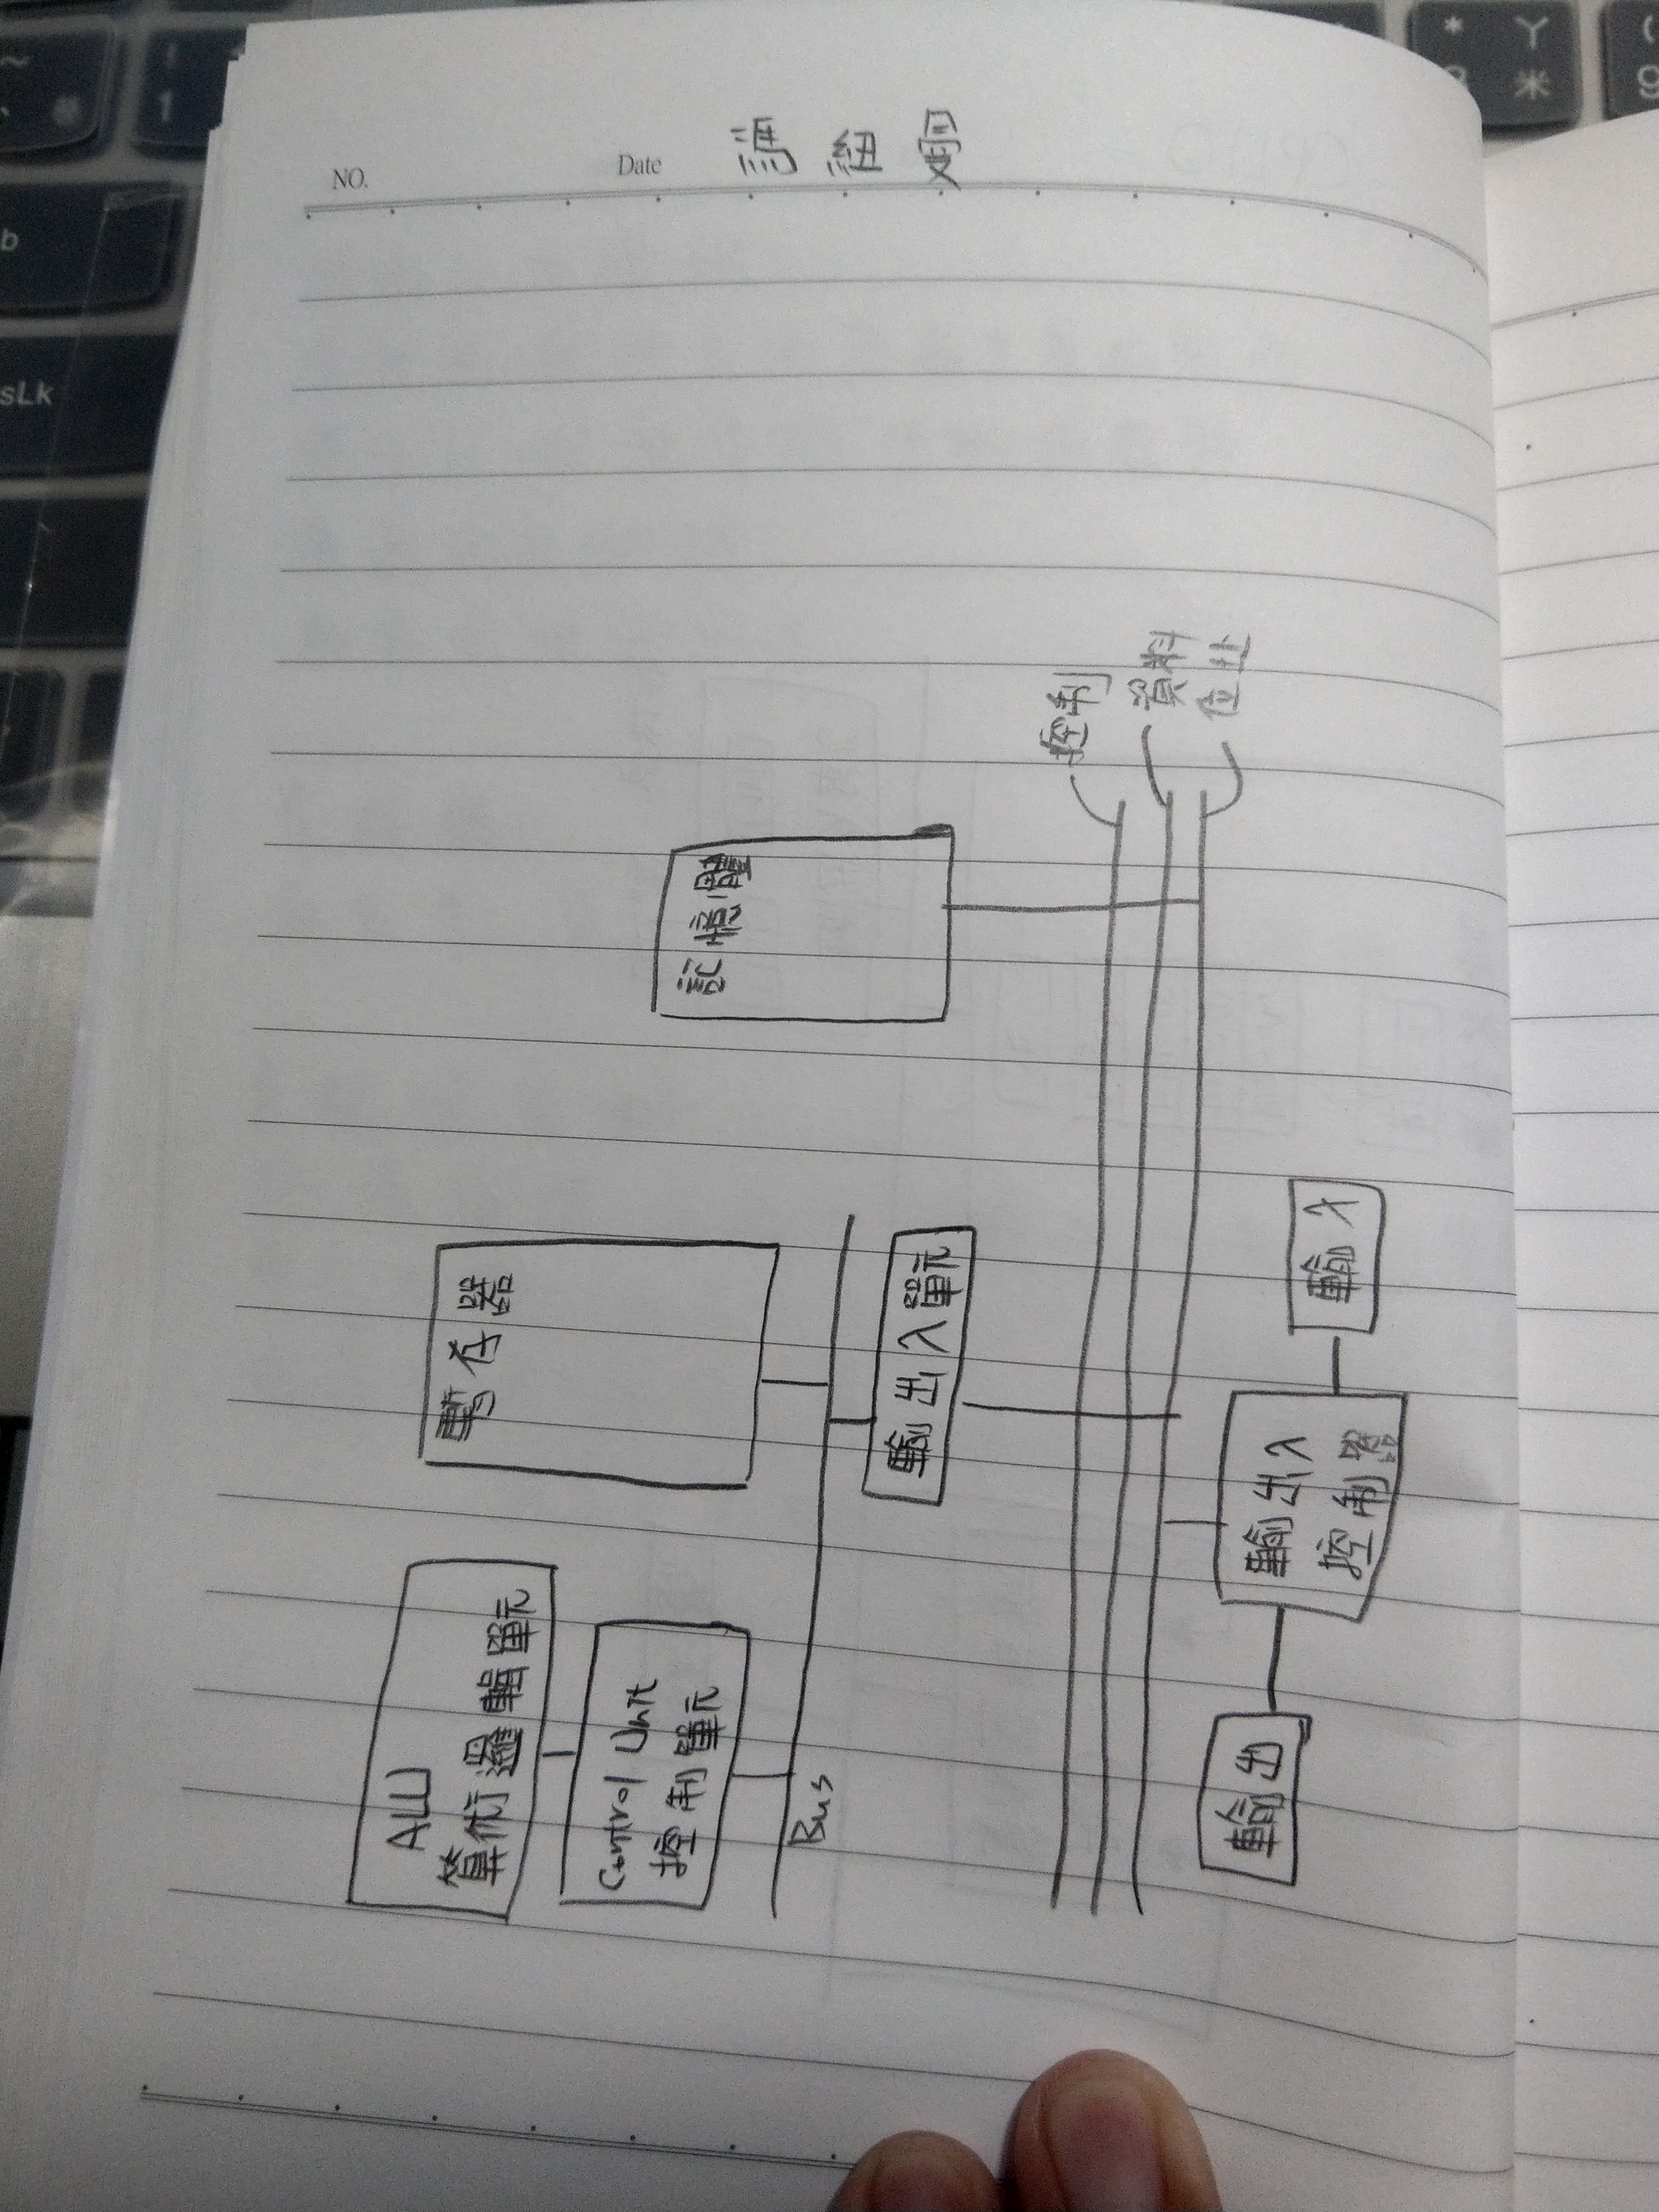 NO.
Date 馮紐曼
ALU
算術邏輯單元
Control Unit
控制單元
Bus
暫存器
輸出入單元
記憶體
控制
資料
位址
輸出
輸出入
控制器
輸入
sLk
b
1